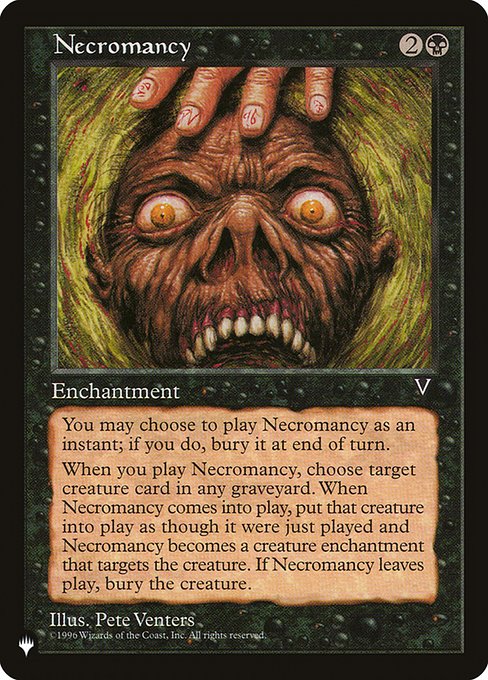 Necromancy 2
Enchantment V
You may choose to play Necromancy as an
instant; if you do, bury it at end of turn.
When you play Necromancy, choose target
creature card in any graveyard. When
Necromancy comes into play, put that creature
into play as though it were just played and
Necromancy becomes a creature enchantment
that targets the creature. If Necromancy leaves
play, bury the creature.
Illus. Pete Venters
©1996 Wizards of the Coast, Inc. All rights reserved.